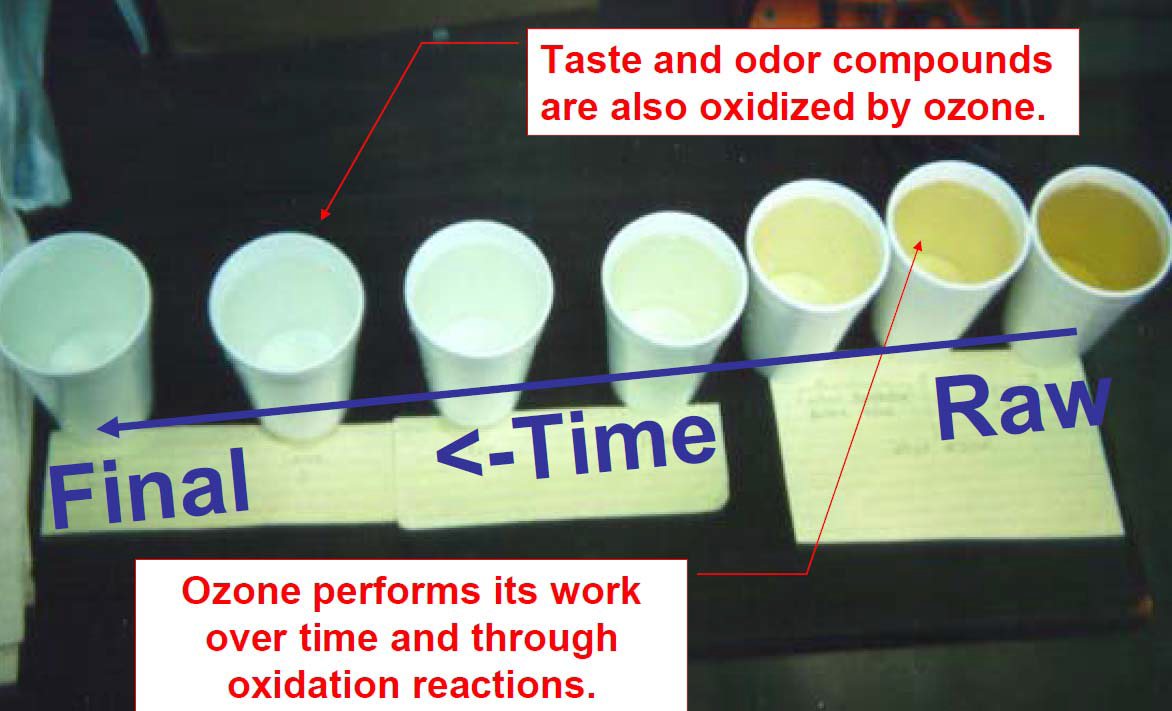 Taste and odor compounds
are also oxidized by ozone.
Raw
<-Time
Final
Ozone performs its work
over time and through
oxidation reactions.